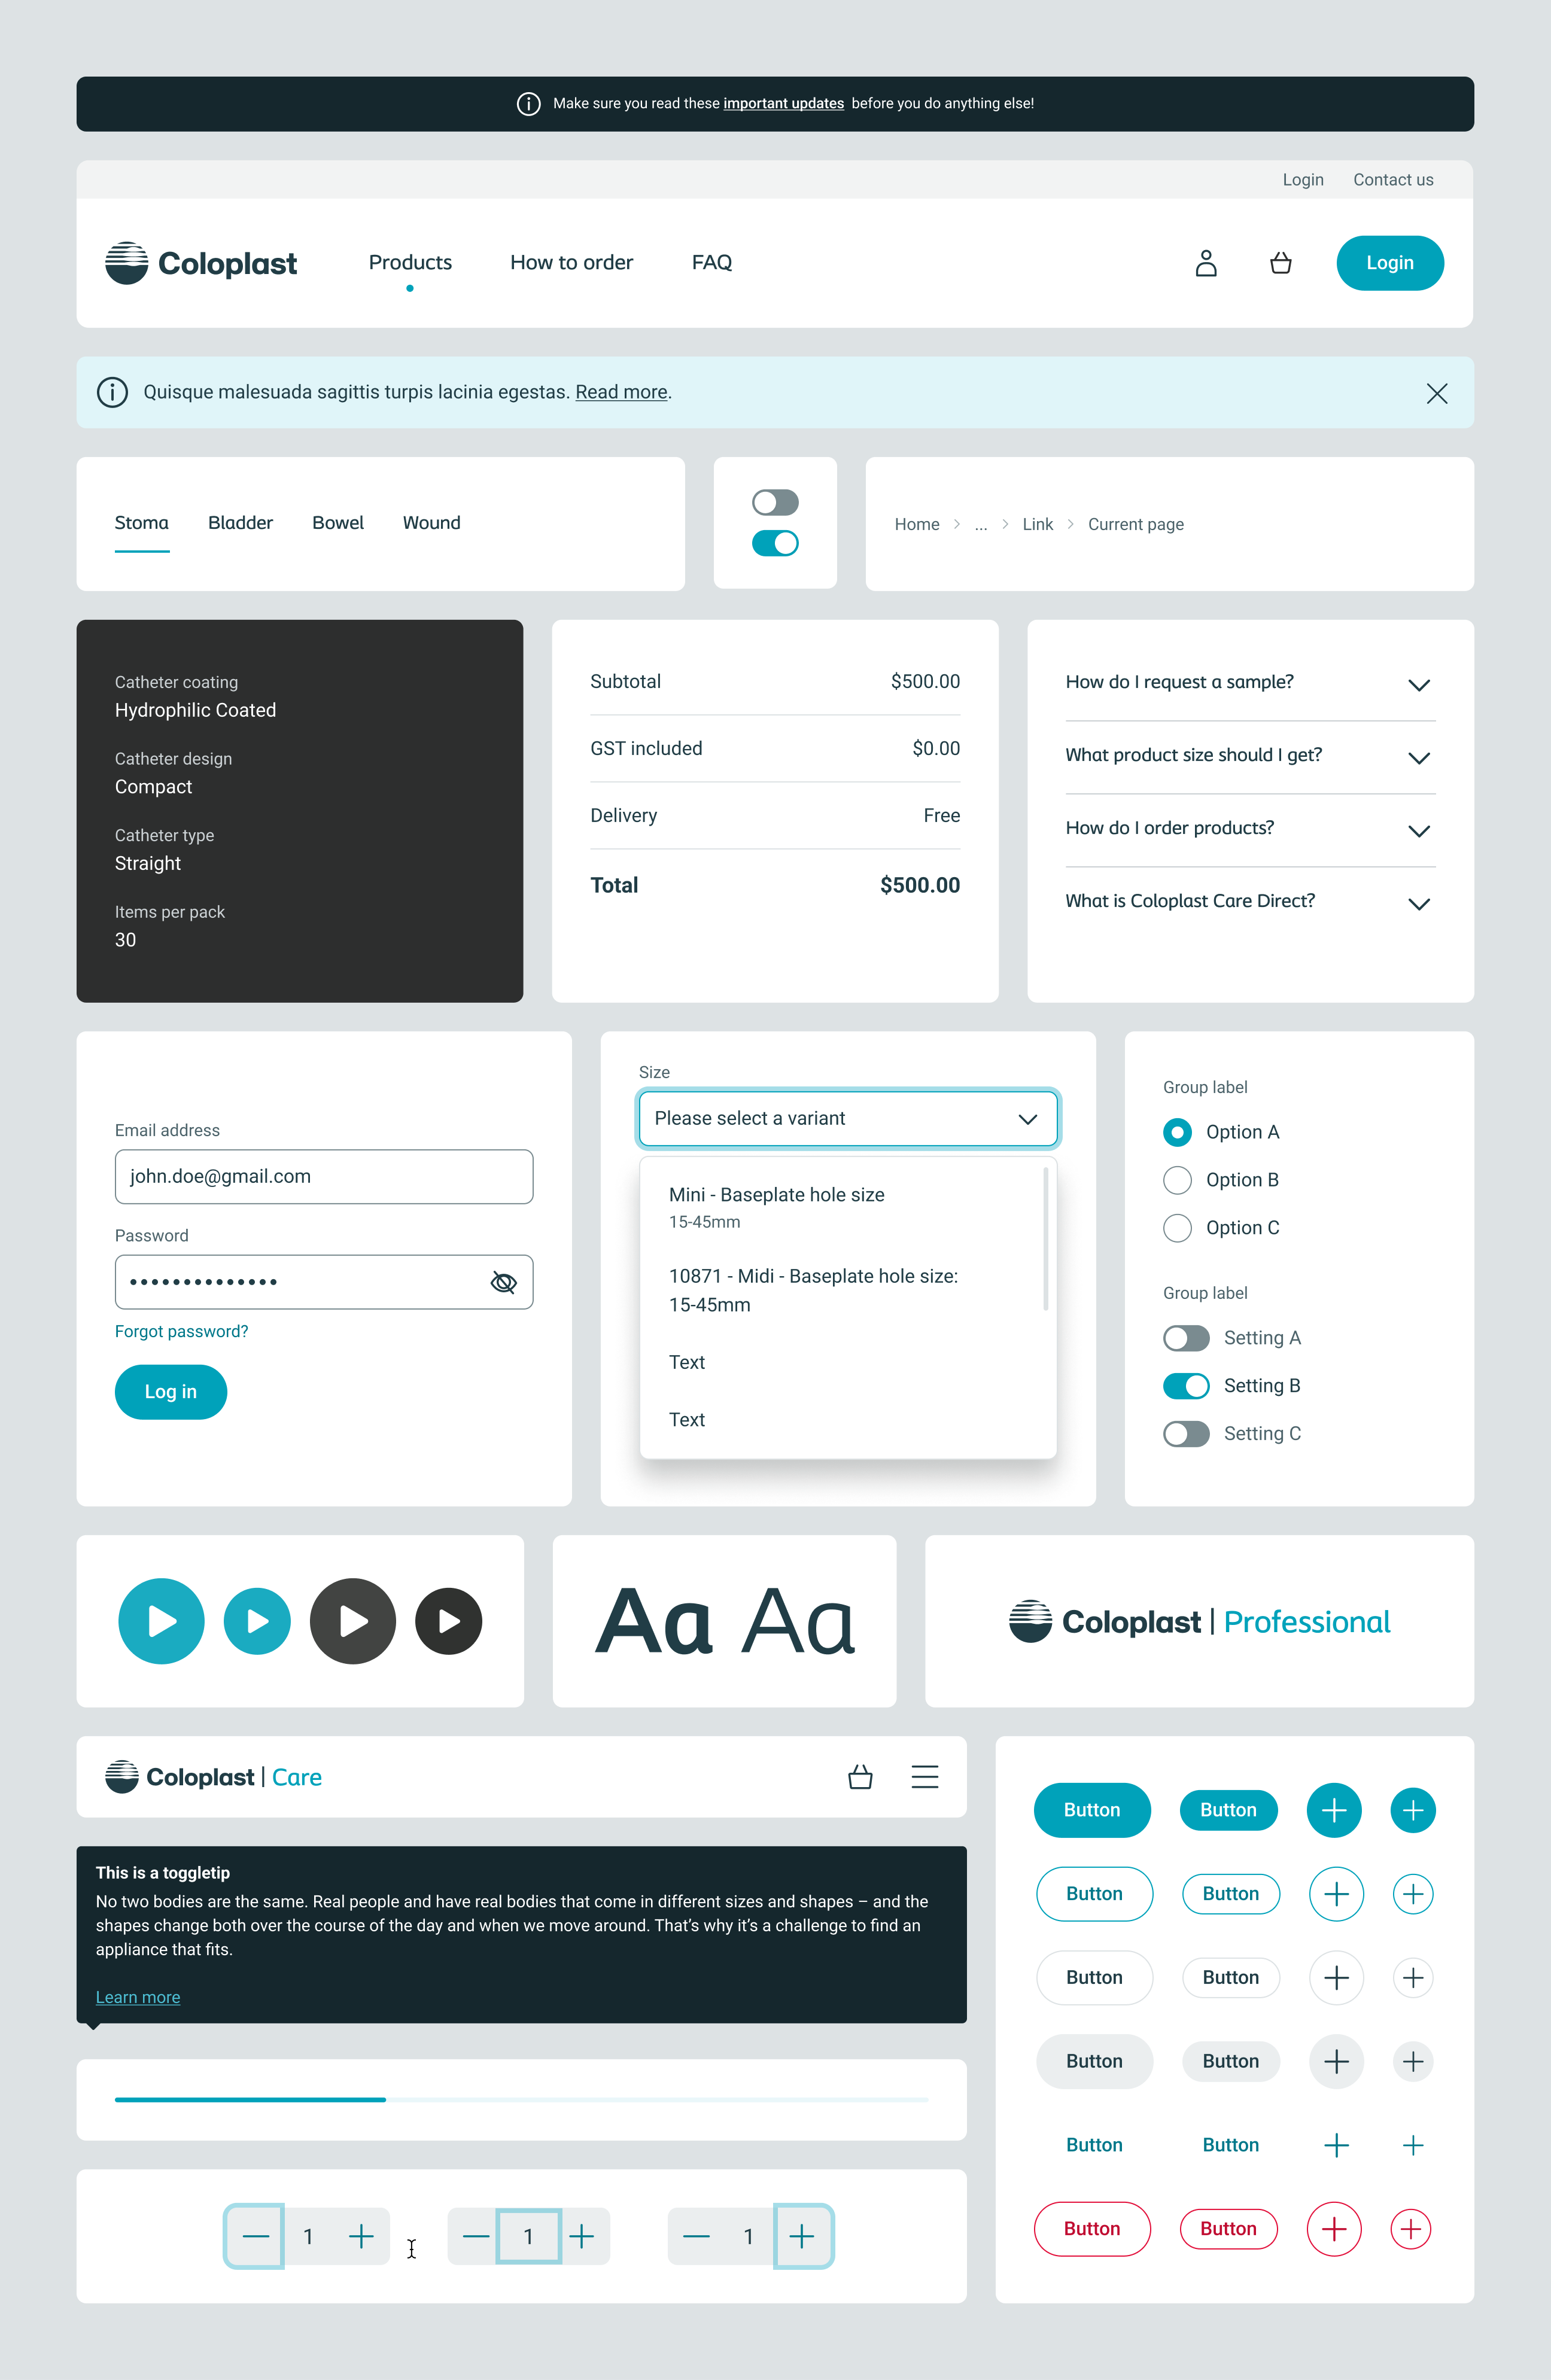 Make sure you read these important updates before you do anything else!
Login Contact us
Coloplast Products How to order FAQ Login
Quisque malesuada sagittis turpis lacinia egestas. Read more.
Stoma Bladder Bowel Wound
Home > ... > Link > Current page
Catheter coating
Hydrophilic Coated
Catheter design
Compact
Catheter type
Straight
Items per pack
30
Subtotal $500.00
GST included $0.00
Delivery Free
Total $500.00
How do I request a sample?
What product size should I get?
How do I order products?
What is Coloplast Care Direct?
Email address
john.doe@gmail.com
Password
Forgot password?
Log in
Size
Please select a variant
Mini - Baseplate hole size
15-45mm
10871 - Midi - Baseplate hole size:
15-45mm
Text
Text
Group label
Option A
Option B
Option C
Group label
Setting A
Setting B
Setting C
Aa Aa
Coloplast | Professional
Coloplast | Care
This is a toggletip
No two bodies are the same. Real people and have real bodies that come in different sizes and shapes – and the
shapes change both over the course of the day and when we move around. That’s why it’s a challenge to find an
appliance that fits.
Learn more
1 1 1
Button Button
Button Button
Button Button
Button Button
Button Button
Button Button